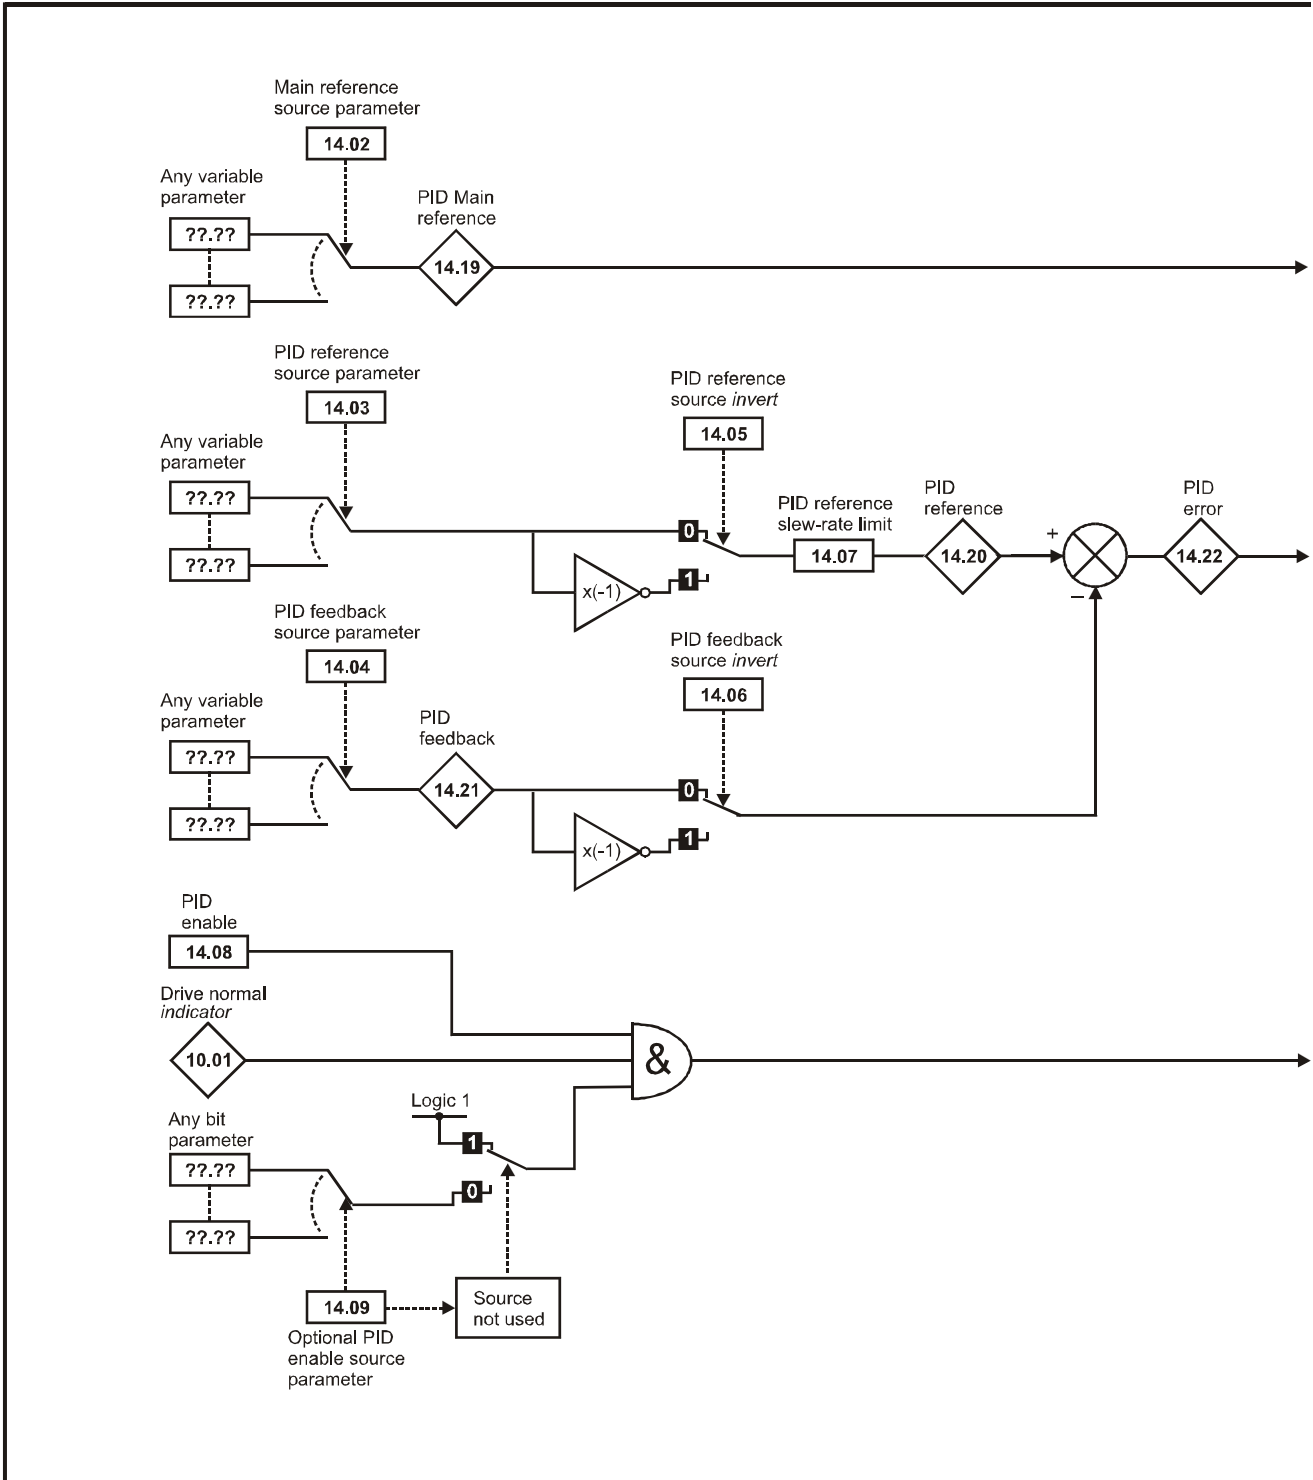 Main reference
source parameter
14.02
Any variable
parameter
??.??
??.??
PID Main
reference
14.19
PID reference
source parameter
14.03
Any variable
parameter
??.??
??.??
x(-1)
PID reference
source invert
14.05
0
1
PID reference
slew-rate limit
14.07
PID
reference
14.20
+
−
PID
error
14.22
PID feedback
source parameter
14.04
Any variable
parameter
??.??
??.??
PID
feedback
14.21
x(-1)
PID feedback
source invert
14.06
0
1
PID
enable
14.08
Drive normal
indicator
10.01
&
Logic 1
1
0
Any bit
parameter
??.??
??.??
14.09
Optional PID
enable source
parameter
Source
not used